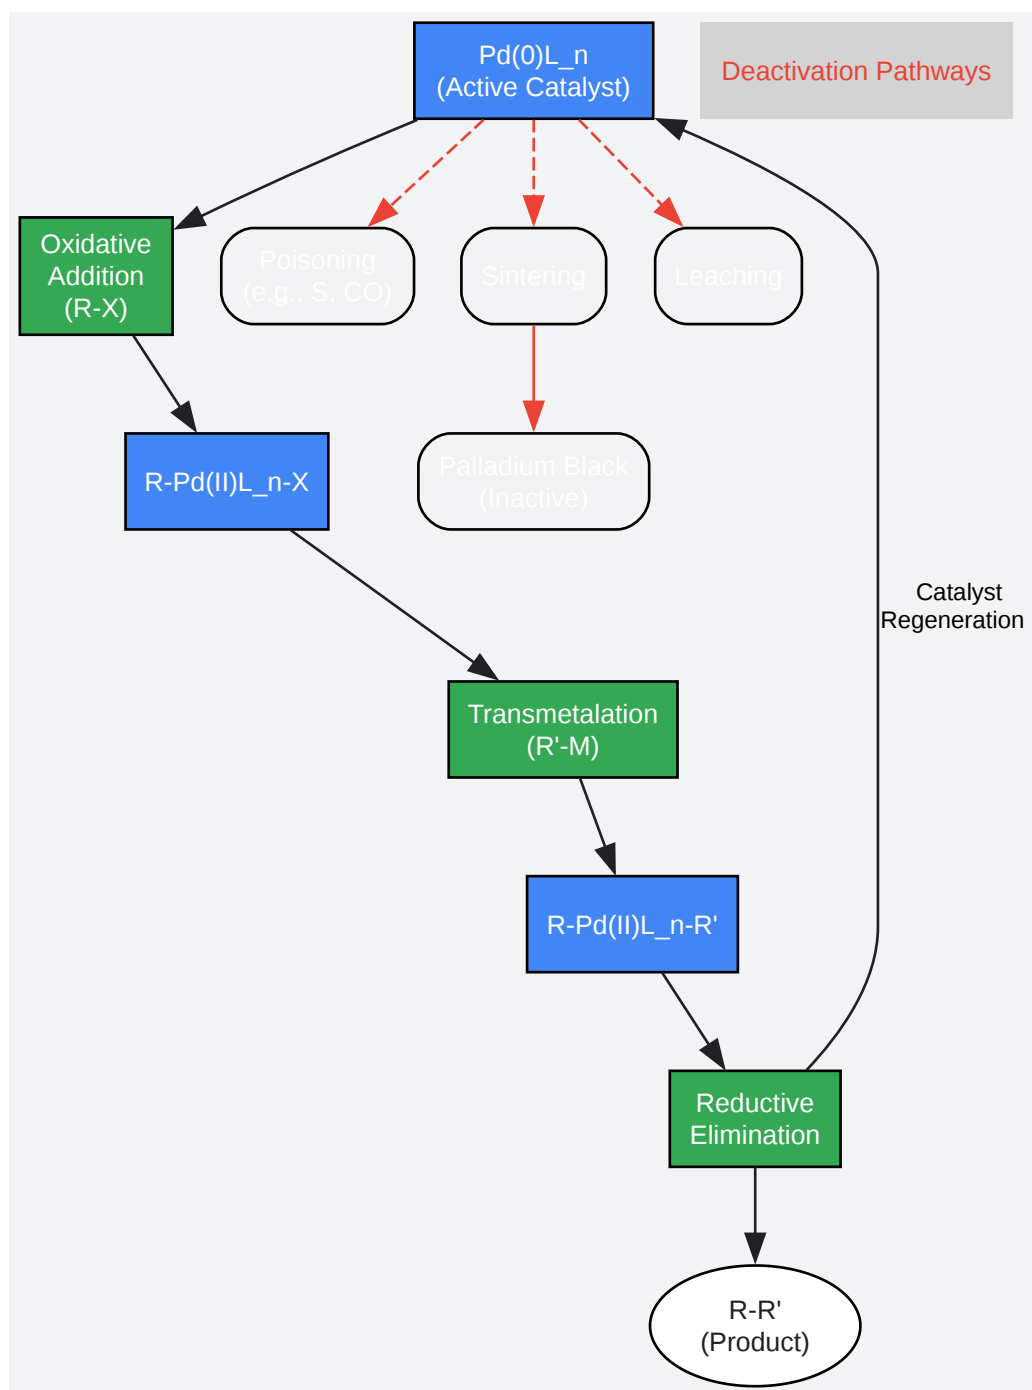 Pd(0)L_n
(Active Catalyst)
Deactivation Pathways
Oxidative
Addition
(R-X)
Poisoning
(e.g., S, CO)
Sintering
Leaching
R-Pd(II)L_n-X
Palladium Black
(Inactive)
Catalyst
Regeneration
Transmetalation
(R'-M)
R-Pd(II)L_n-R'
Reductive
Elimination
R-R'
(Product)